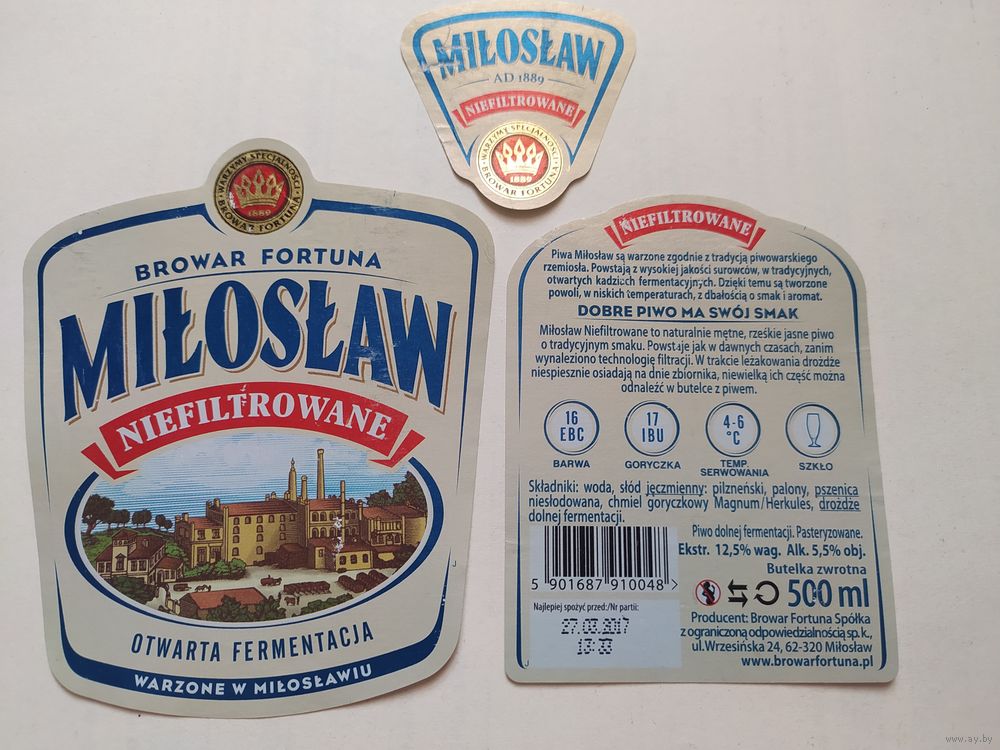 MIŁOSŁAW
AD 1889
NIEFILTROWANE
WARZYMY SPECJALNOŚCI
1889
BROWAR FORTUNA
WARZYMY SPECJALNOŚCI
1889
BROWAR FORTUNA
BROWAR FORTUNA
MIŁOSŁAW
NIEFILTROWANE
OTWARTA FERMENTACJA
WARZONE W MIŁOSŁAWIU
NIEFILTROWANE
Piwa Miłosław są warzone zgodnie z tradycją piwowarskiego
rzemiosła. Powstają z wysokiej jakości surowców, w tradycyjnych,
otwartych kadziach fermentacyjnych. Dzięki temu są tworzone
powoli, w niskich temperaturach, z dbałością o smak i aromat.
DOBRE PIWO MA SWÓJ SMAK
Miłosław Niefiltrowane to naturalnie mętne, rześkie jasne piwo
o tradycyjnym smaku. Powstaje jak w dawnych czasach, zanim
wynaleziono technologię filtracji. W trakcie leżakowania drożdże
niespiesznie osiadają na dnie zbiornika, niewielką ich część można
odnaleźć w butelce z piwem.
16 EBC
BARWA
17 IBU
GORYCZKA
4-6 °C
TEMP. SERWOWANIA
SZKŁO
Składniki: woda, słód jęczmienny: pilzneński, palony, pszenica
niesłodowana, chmiel goryczkowy Magnum/Herkules, drożdże
dolnej fermentacji.
Piwo dolnej fermentacji. Pasteryzowane.
Ekstr. 12,5% wag. Alk. 5,5% obj.
Butelka zwrotna
500 ml
5 901687 910048 >
Najlepiej spożyć przed:/Nr partii:
27.03.2017
13:33
Producent: Browar Fortuna Spółka
z ograniczoną odpowiedzialnością sp. k.,
ul. Wrzesińska 24, 62-320 Miłosław
www.browarfortuna.pl
www.ay.by